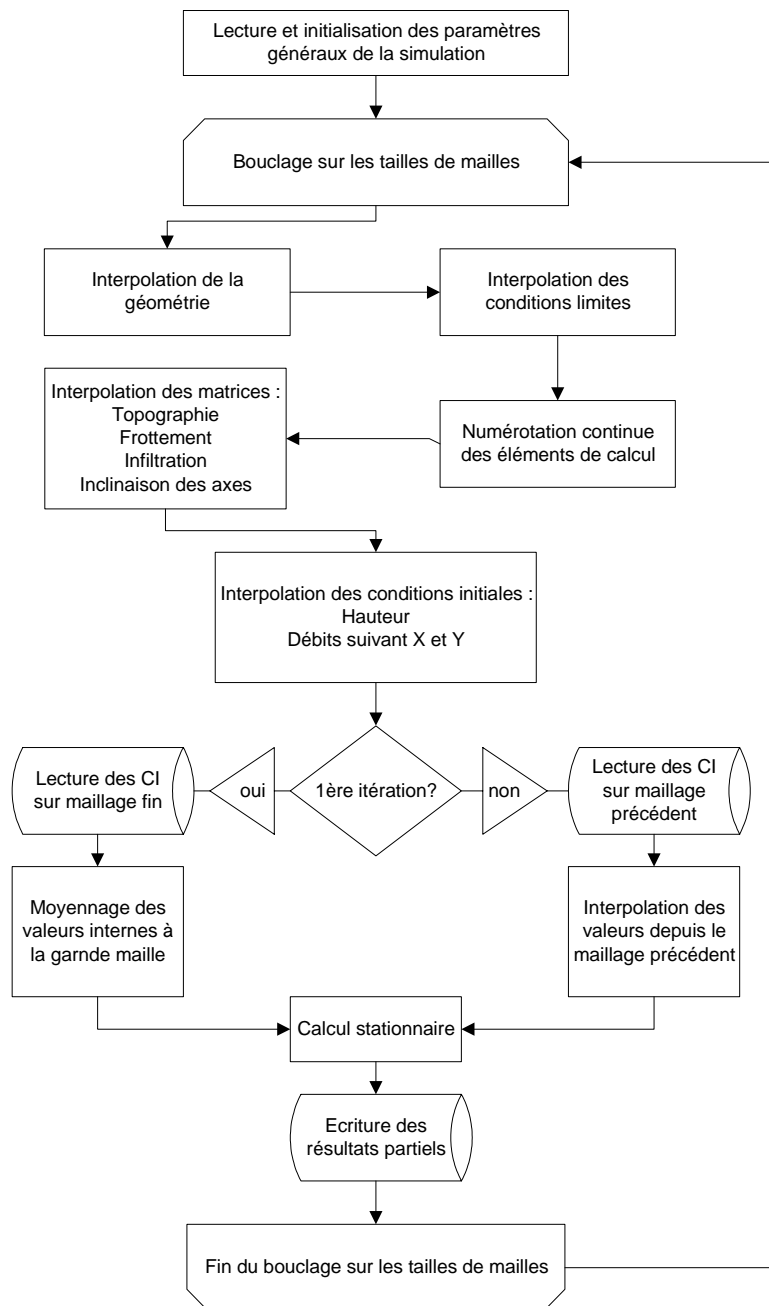 Lecture et initialisation des paramètres
généraux de la simulation
Bouclage sur les tailles de mailles
Interpolation de la
géométrie
Interpolation des
conditions limites
Interpolation des matrices :
Topographie
Frottement
Infiltration
Inclinaison des axes
Numérotation continue
des éléments de calcul
Interpolation des conditions initiales :
Hauteur
Débits suivant X et Y
Lecture des CI
sur maillage fin
oui
1ère itération?
non
Lecture des CI
sur maillage
précédent
Moyennage des
valeurs internes à
la garnde maille
Interpolation des
valeurs depuis le
maillage précédent
Calcul stationnaire
Ecriture des
résultats partiels
Fin du bouclage sur les tailles de mailles